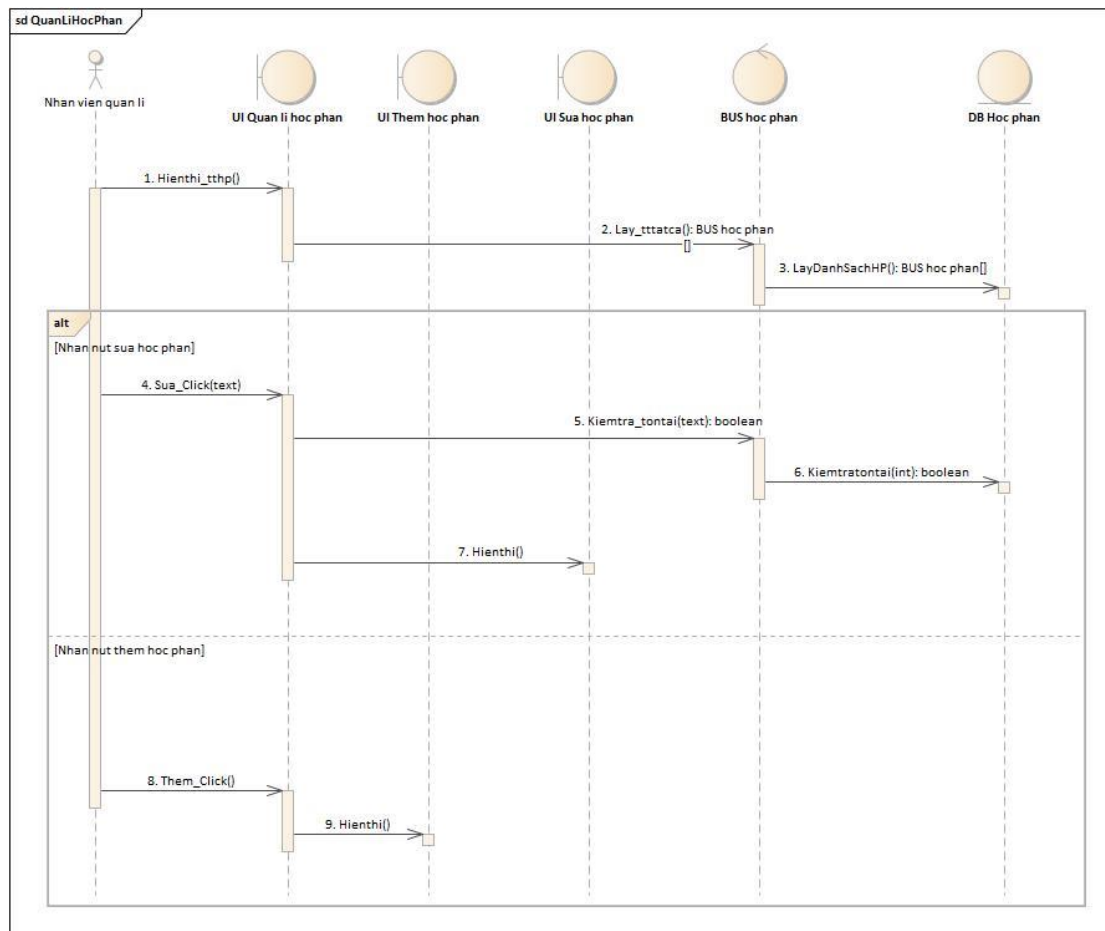 sd QuanLiHocPhan
Nhan vien quan li
UI Quan li hoc phan
UI Them hoc phan
UI Sua hoc phan
BUS hoc phan
DB Hoc phan
1. Hienthi_tthp()
2. Lay_tttatca(): BUS hoc phan
[]
3. LayDanhSachHP(): BUS hoc phan[]
alt
[Nhan nut sua hoc phan]
4. Sua_Click(text)
5. Kiemtra_tontai(text): boolean
6. Kiemtratontai(int): boolean
7. Hienthi()
[Nhan nut them hoc phan]
8. Them_Click()
9. Hienthi()